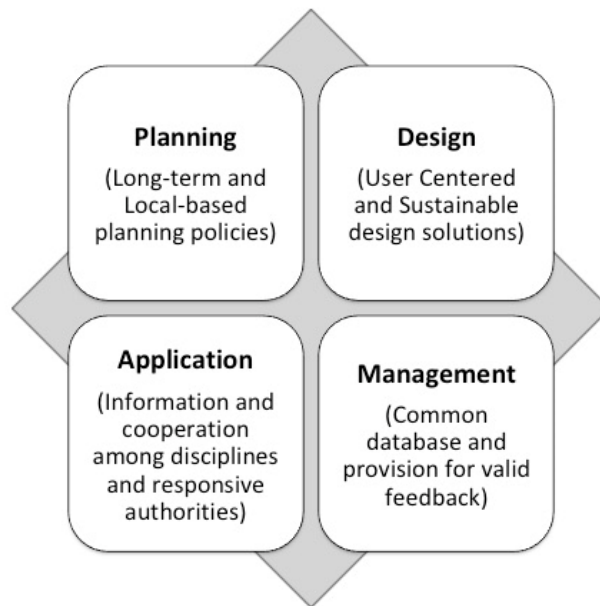 Planning
(Long-term and
Local-based
planning policies)
Design
(User Centered
and Sustainable
design solutions)
Application
(Information and
cooperation
among disciplines
and responsive
authorities)
Management
(Common
database and
provision for valid
feedback)